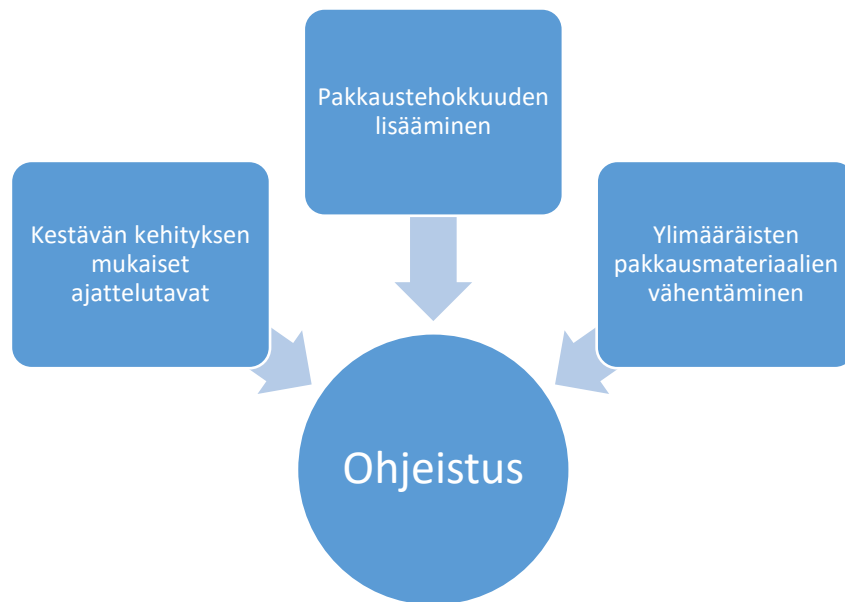 Pakkaustehokkuuden
lisääminen
Kestävän kehityksen
mukaiset
ajattelutavat
Ylimääräisten
pakkausmateriaalien
vähentäminen
Ohjeistus